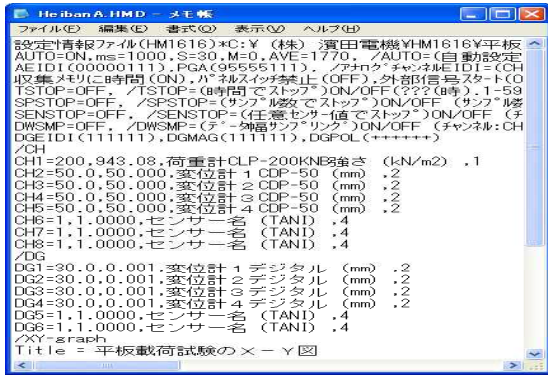 HeibanA.HMD - メモ帳
ファイル(F) 編集(E) 書式(O) 表示(V) ヘルプ(H)
設定情報ファイル(HM1616)*C:¥ (株) 濱田電機¥HM1616¥平板
AUTO=ON,ms=1000,S=30,M=0,AVE=1770, /AUTO=(自動設定
AEIDI(00000111),PGA(95555111), /アナログチャンネルEIDI=(CH
収集メモリに時間(ON),パネルスイッチ禁止(OFF),外部信号スタート(O
TSTOP=OFF, /TSTOP=(時間でストップ)ON/OFF(???(時).1-59
SPSTOP=OFF, /SPSTOP=(サンプル数でストップ)ON/OFF (サンプル数
SENSTOP=OFF, /SENSTOP=(任意センサー値でストップ)ON/OFF (チ
DWSMP=OFF, /DWSMP=(データ幅サンプリング)ON/OFF (チャンネル:CH
DGEIDI(111111),DGMAG(111111),DGPOL(++++++)
/CH
CH1=200,943.08,荷重計CLP-200KNB強さ (kN/m2) ,1
CH2=50.0,50.000,変位計1CDP-50 (mm) ,2
CH3=50.0,50.000,変位計2CDP-50 (mm) ,2
CH4=50.0,50.000,変位計3CDP-50 (mm) ,2
CH5=50.0,50.000,変位計4CDP-50 (mm) ,2
CH6=1,1.0000,センサー名 (TANI) ,4
CH7=1,1.0000,センサー名 (TANI) ,4
CH8=1,1.0000,センサー名 (TANI) ,4
/DG
DG1=30.0,0.001,変位計1デジタル (mm) ,2
DG2=30.0,0.001,変位計2デジタル (mm) ,2
DG3=30.0,0.001,変位計3デジタル (mm) ,2
DG4=30.0,0.001,変位計4デジタル (mm) ,2
DG5=1,1.0000,センサー名 (TANI) ,4
DG6=1,1.0000,センサー名 (TANI) ,4
/XY-graph
Title = 平板載荷試験のX-Y図